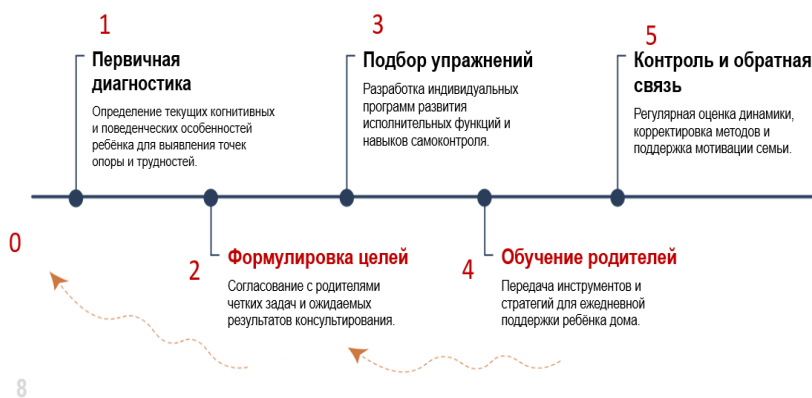 1
Первичная
диагностика
Определение текущих когнитивных
и поведенческих особенностей
ребёнка для выявления точек
опоры и трудностей.
3
Подбор упражнений
Разработка индивидуальных
программ развития
исполнительных функций и
навыков самоконтроля.
5
Контроль и обратная
связь
Регулярная оценка динамики,
корректировка методов и
поддержка мотивации семьи.
0
2
Формулировка целей
Согласование с родителями
четких задач и ожидаемых
результатов консультирования.
4
Обучение родителей
Передача инструментов и
стратегий для ежедневной
поддержки ребёнка дома.
8